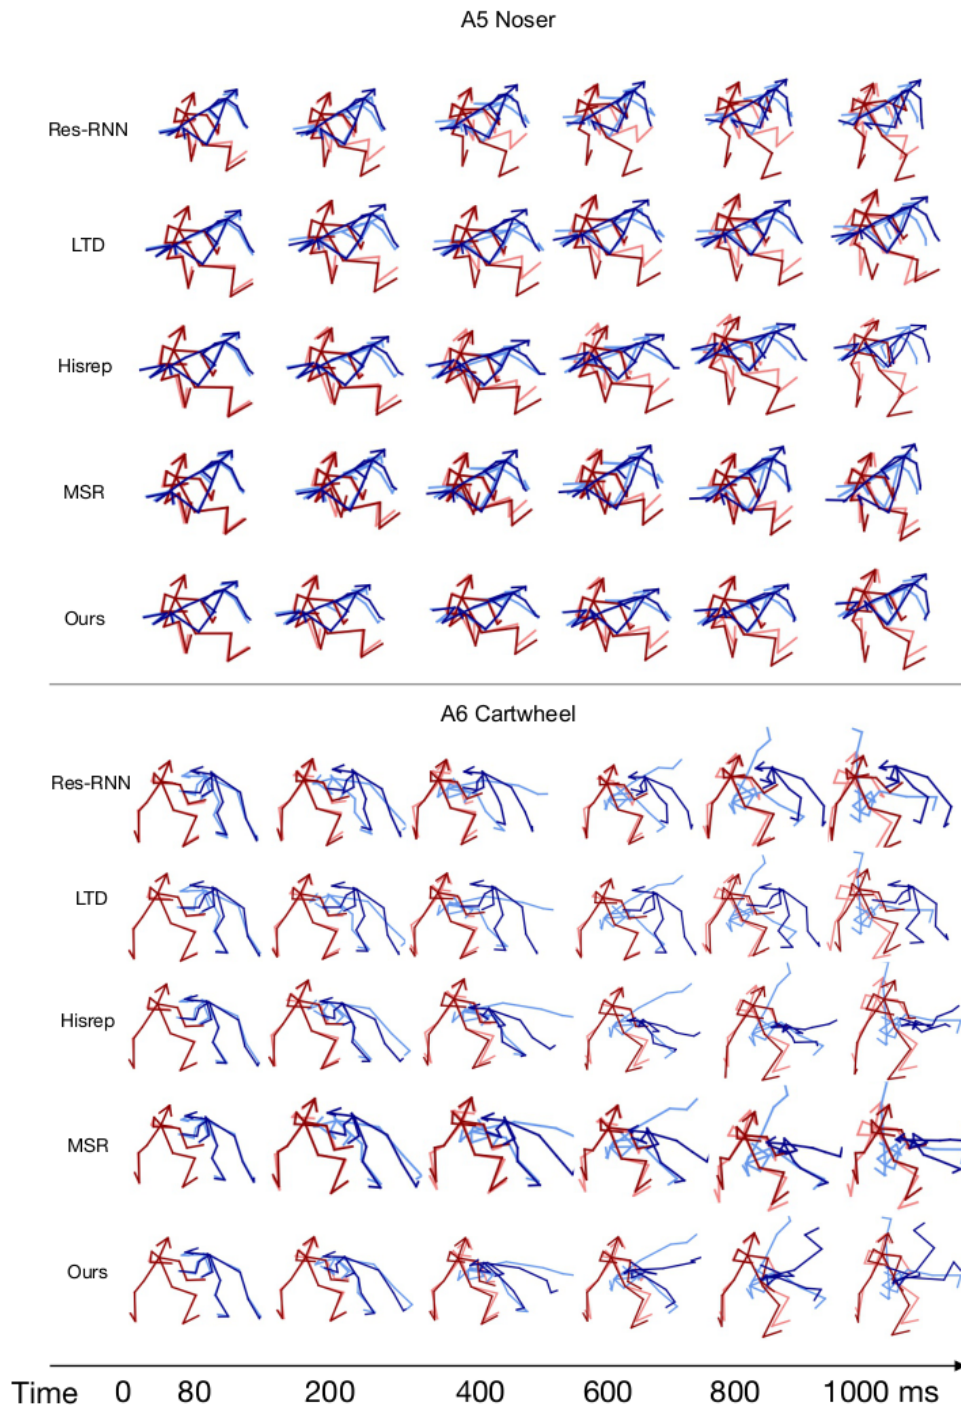 A5 Noser
Res-RNN
LTD
Hisrep
MSR
Ours
A6 Cartwheel
Res-RNN
LTD
Hisrep
MSR
Ours
Time 0 80 200 400 600 800 1000 ms